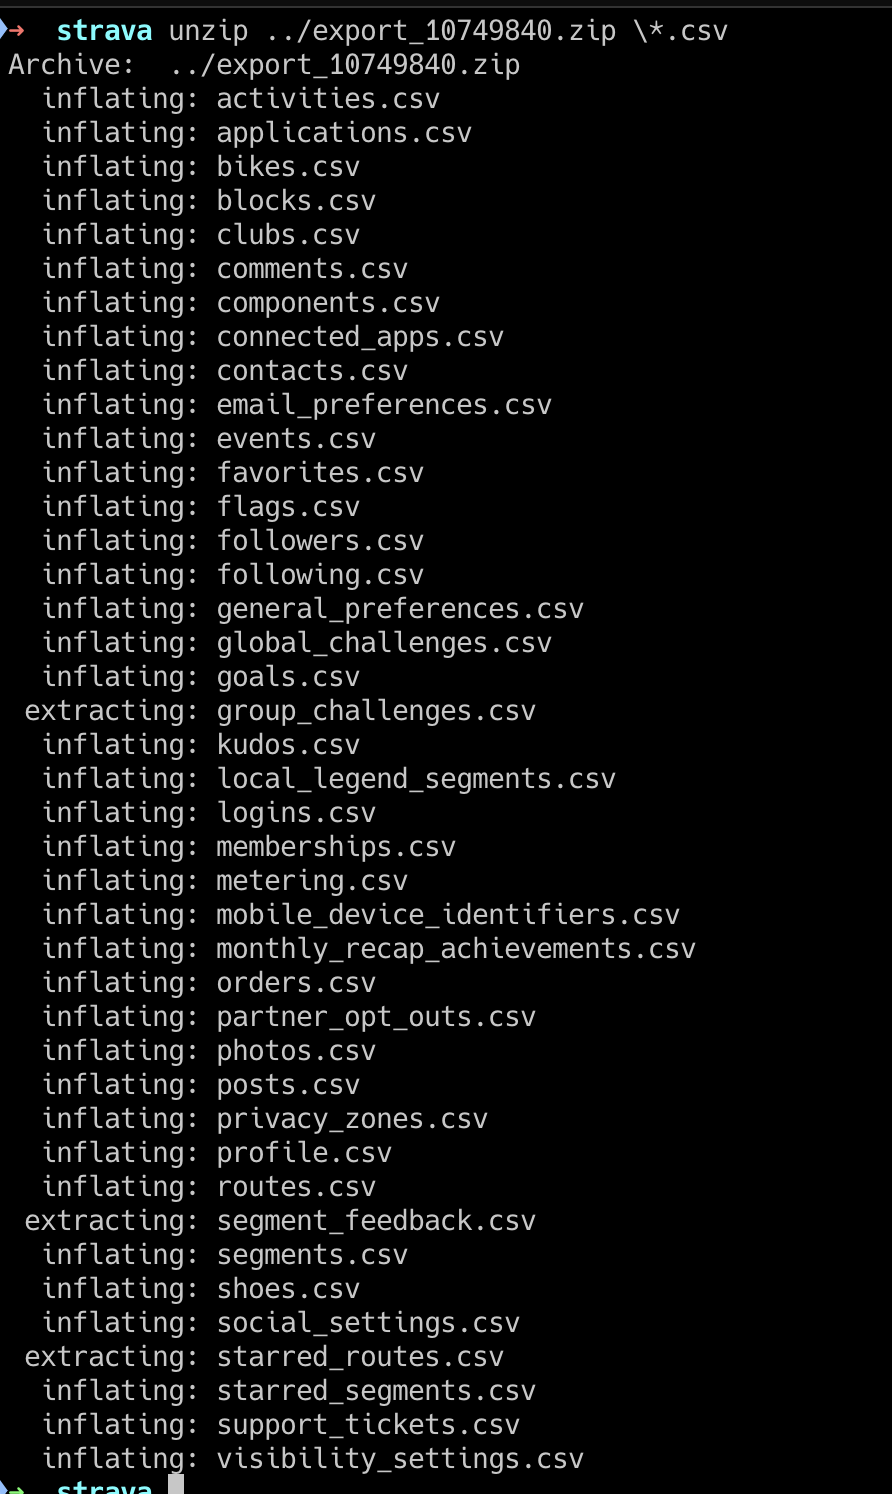 ➜ strava unzip ../export_10749840.zip \*.csv
Archive:  ../export_10749840.zip
  inflating: activities.csv
  inflating: applications.csv
  inflating: bikes.csv
  inflating: blocks.csv
  inflating: clubs.csv
  inflating: comments.csv
  inflating: components.csv
  inflating: connected_apps.csv
  inflating: contacts.csv
  inflating: email_preferences.csv
  inflating: events.csv
  inflating: favorites.csv
  inflating: flags.csv
  inflating: followers.csv
  inflating: following.csv
  inflating: general_preferences.csv
  inflating: global_challenges.csv
  inflating: goals.csv
 extracting: group_challenges.csv
  inflating: kudos.csv
  inflating: local_legend_segments.csv
  inflating: logins.csv
  inflating: memberships.csv
  inflating: metering.csv
  inflating: mobile_device_identifiers.csv
  inflating: monthly_recap_achievements.csv
  inflating: orders.csv
  inflating: partner_opt_outs.csv
  inflating: photos.csv
  inflating: posts.csv
  inflating: privacy_zones.csv
  inflating: profile.csv
  inflating: routes.csv
 extracting: segment_feedback.csv
  inflating: segments.csv
  inflating: shoes.csv
  inflating: social_settings.csv
 extracting: starred_routes.csv
  inflating: starred_segments.csv
  inflating: support_tickets.csv
  inflating: visibility_settings.csv
➜ strava